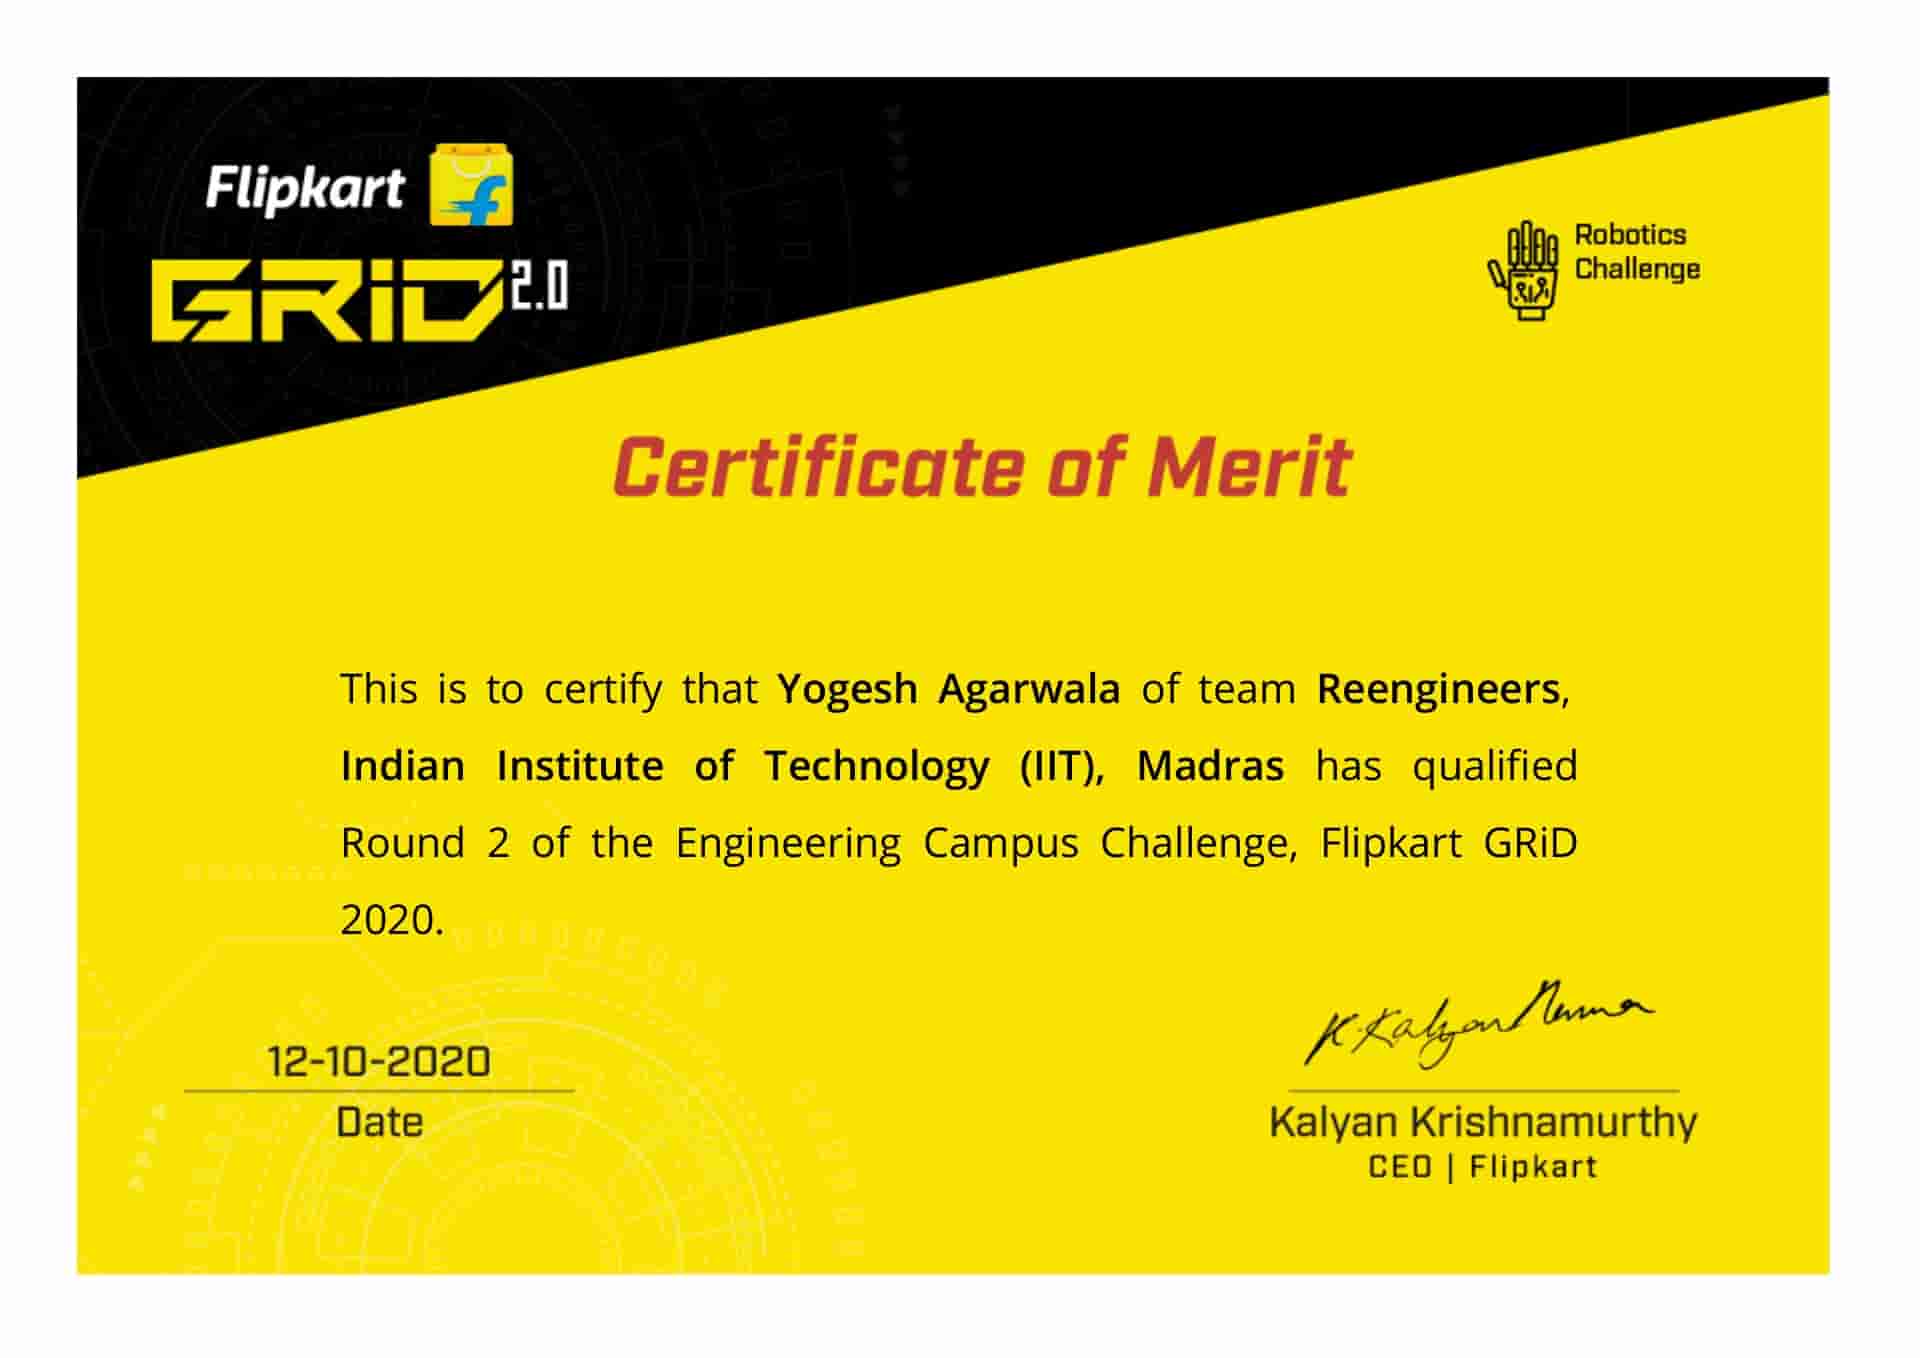 Flipkart
GRiD 2.0
Robotics
Challenge
Certificate of Merit
This is to certify that Yogesh Agarwala of team Reengineers,
Indian Institute of Technology (IIT), Madras has qualified
Round 2 of the Engineering Campus Challenge, Flipkart GRiD
2020.
12-10-2020
Date
Kalyan Krishnamurthy
CEO | Flipkart